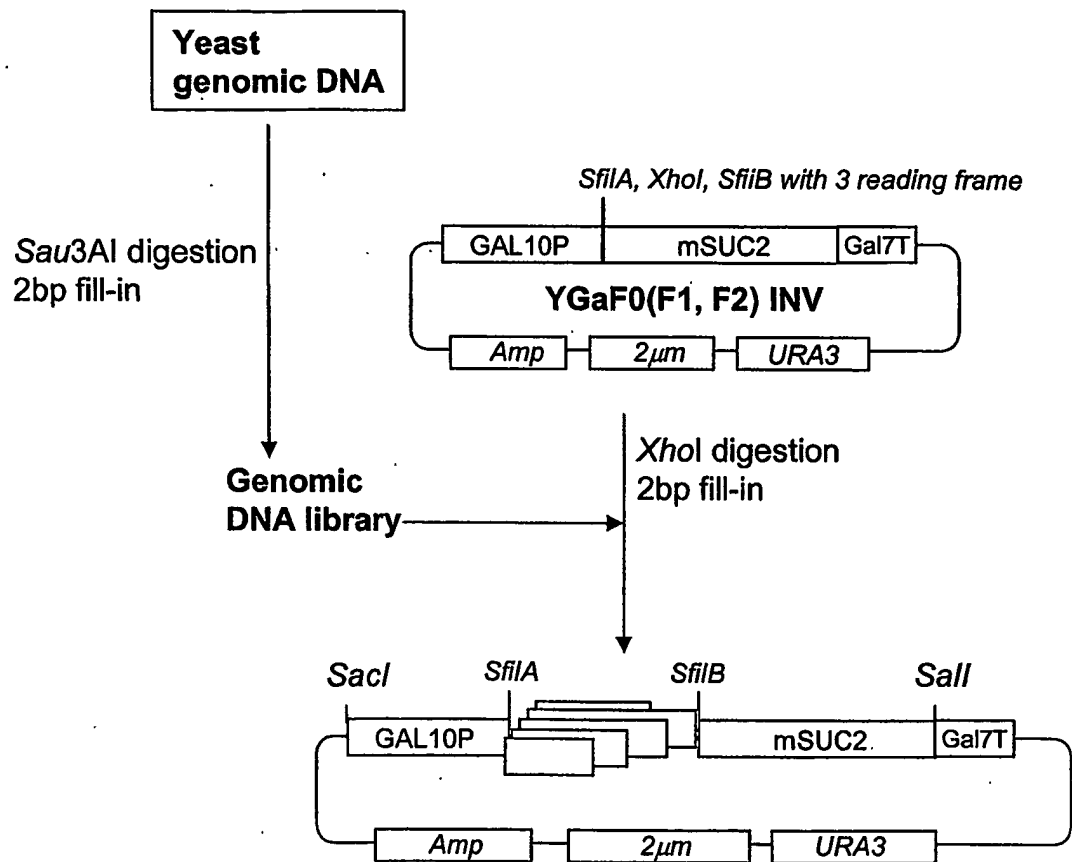 Yeast
genomic DNA
SfiIA, XhoI, SfiiB with 3 reading frame
Sau3AI digestion
2bp fill-in
GAL10P
mSUC2
Gal7T
YGaF0(F1, F2) INV
Amp
2μm
URA3
XhoI digestion
2bp fill-in
Genomic
DNA library
SacI
SfiIA
SfiIB
SalI
GAL10P
mSUC2
Gal7T
Amp
2μm
URA3